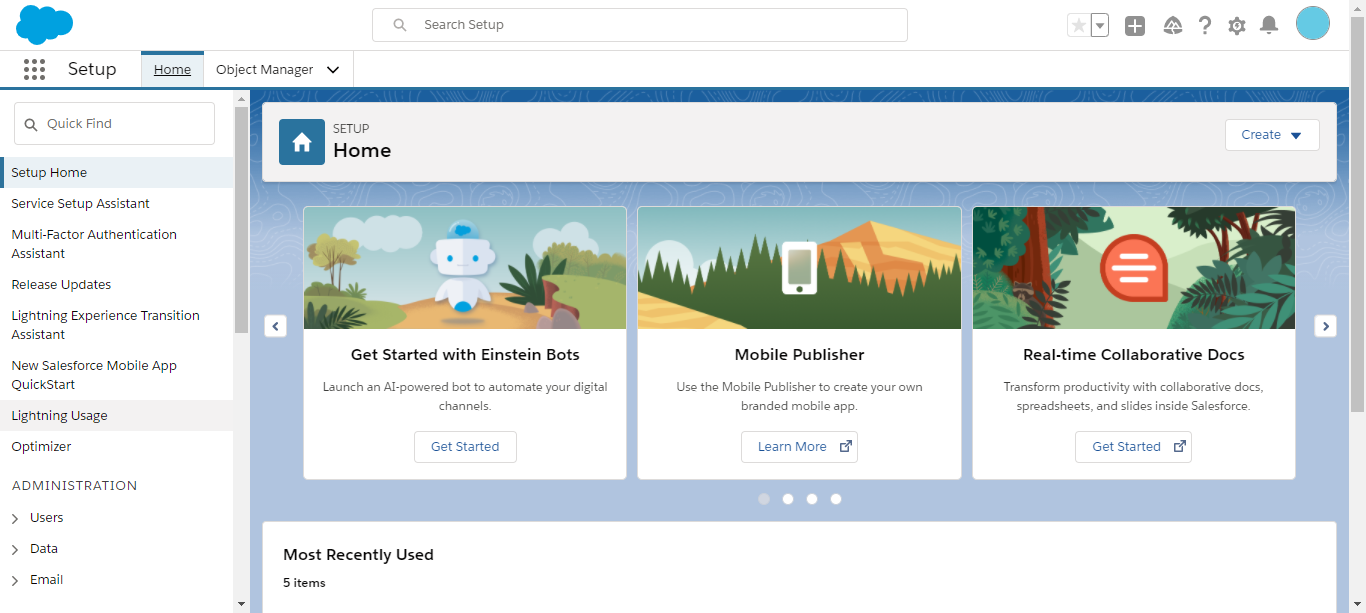 Search Setup
Setup
Home
Object Manager
Quick Find
Setup Home
Service Setup Assistant
Multi-Factor Authentication
Assistant
Release Updates
Lightning Experience Transition
Assistant
New Salesforce Mobile App
QuickStart
Lightning Usage
Optimizer
ADMINISTRATION
Users
Data
Email
SETUP
Home
Create
Get Started with Einstein Bots
Launch an AI-powered bot to automate your digital
channels.
Get Started
Mobile Publisher
Use the Mobile Publisher to create your own
branded mobile app.
Learn More
Real-time Collaborative Docs
Transform productivity with collaborative docs,
spreadsheets, and slides inside Salesforce.
Get Started
Most Recently Used
5 items